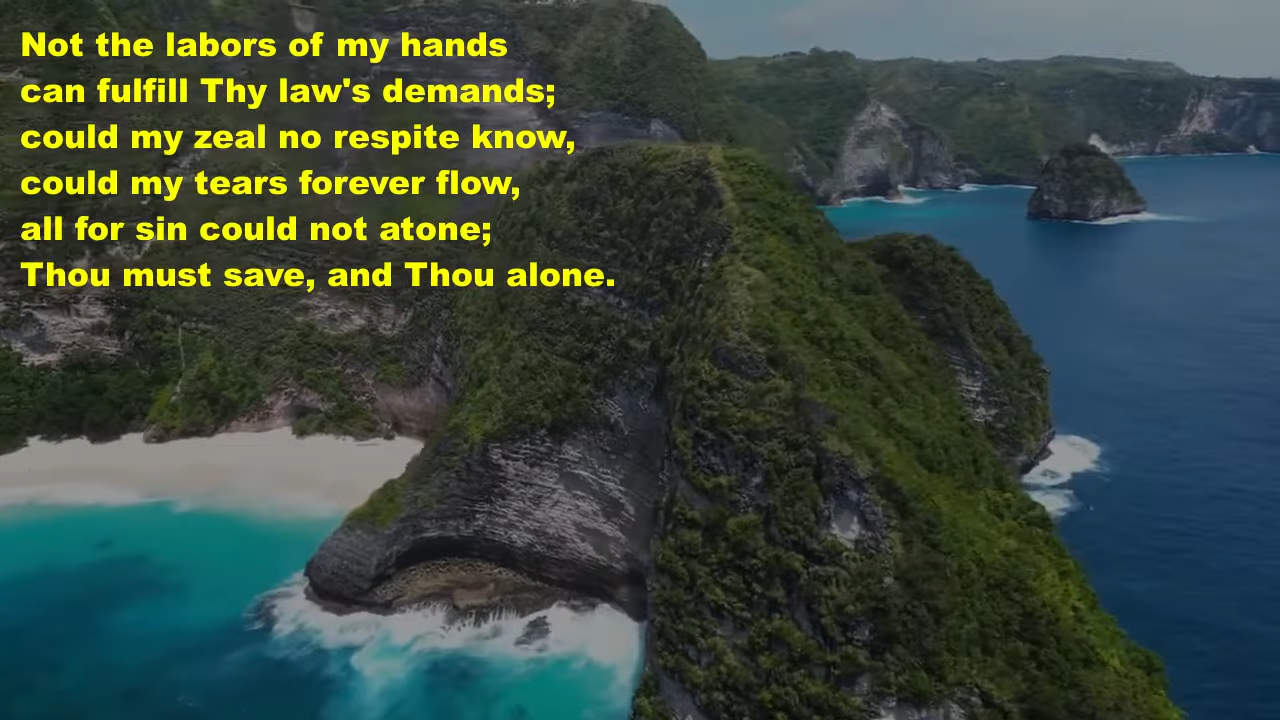 Not the labors of my hands
can fulfill Thy law's demands;
could my zeal no respite know,
could my tears forever flow,
all for sin could not atone;
Thou must save, and Thou alone.